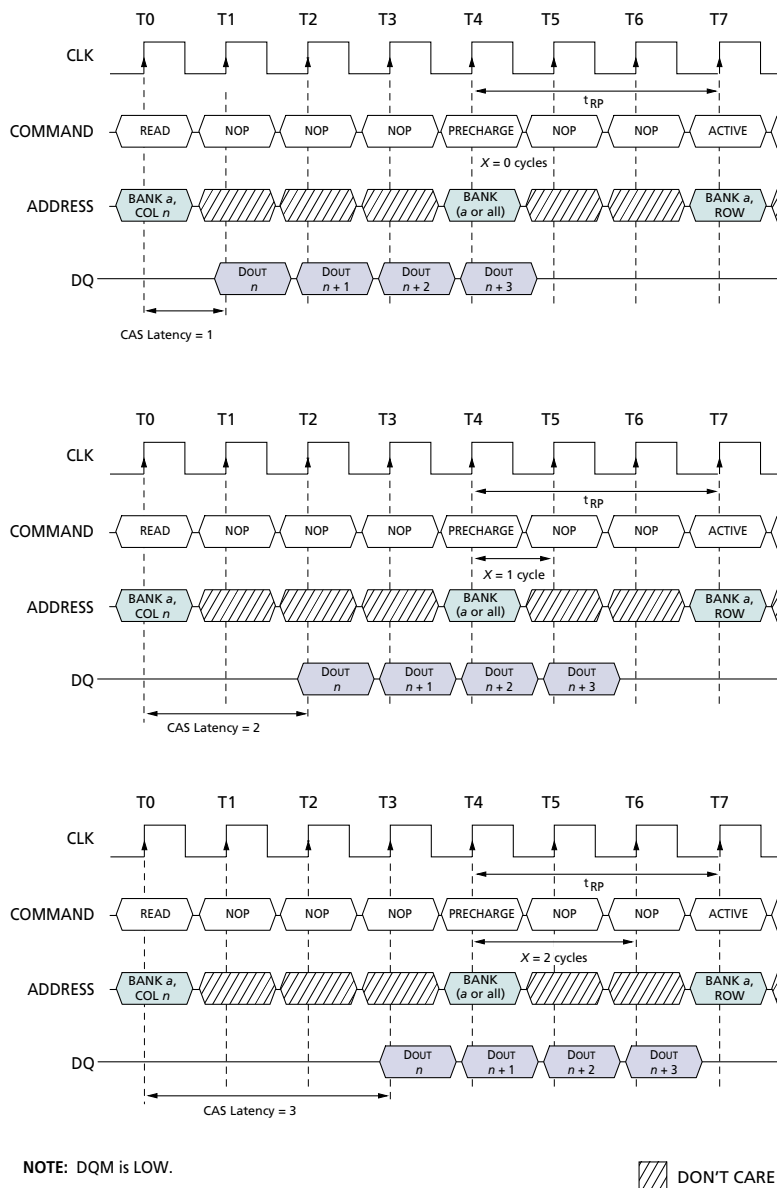 T0 T1 T2 T3 T4 T5 T6 T7
CLK
tRP
COMMAND READ NOP NOP NOP PRECHARGE NOP NOP ACTIVE
X = 0 cycles
ADDRESS BANK a, COL n BANK (a or all) BANK a, ROW
DQ DOUT n DOUT n + 1 DOUT n + 2 DOUT n + 3
CAS Latency = 1
T0 T1 T2 T3 T4 T5 T6 T7
CLK
tRP
COMMAND READ NOP NOP NOP PRECHARGE NOP NOP ACTIVE
X = 1 cycle
ADDRESS BANK a, COL n BANK (a or all) BANK a, ROW
DQ DOUT n DOUT n + 1 DOUT n + 2 DOUT n + 3
CAS Latency = 2
T0 T1 T2 T3 T4 T5 T6 T7
CLK
tRP
COMMAND READ NOP NOP NOP PRECHARGE NOP NOP ACTIVE
X = 2 cycles
ADDRESS BANK a, COL n BANK (a or all) BANK a, ROW
DQ DOUT n DOUT n + 1 DOUT n + 2 DOUT n + 3
CAS Latency = 3
NOTE: DQM is LOW.
DON'T CARE